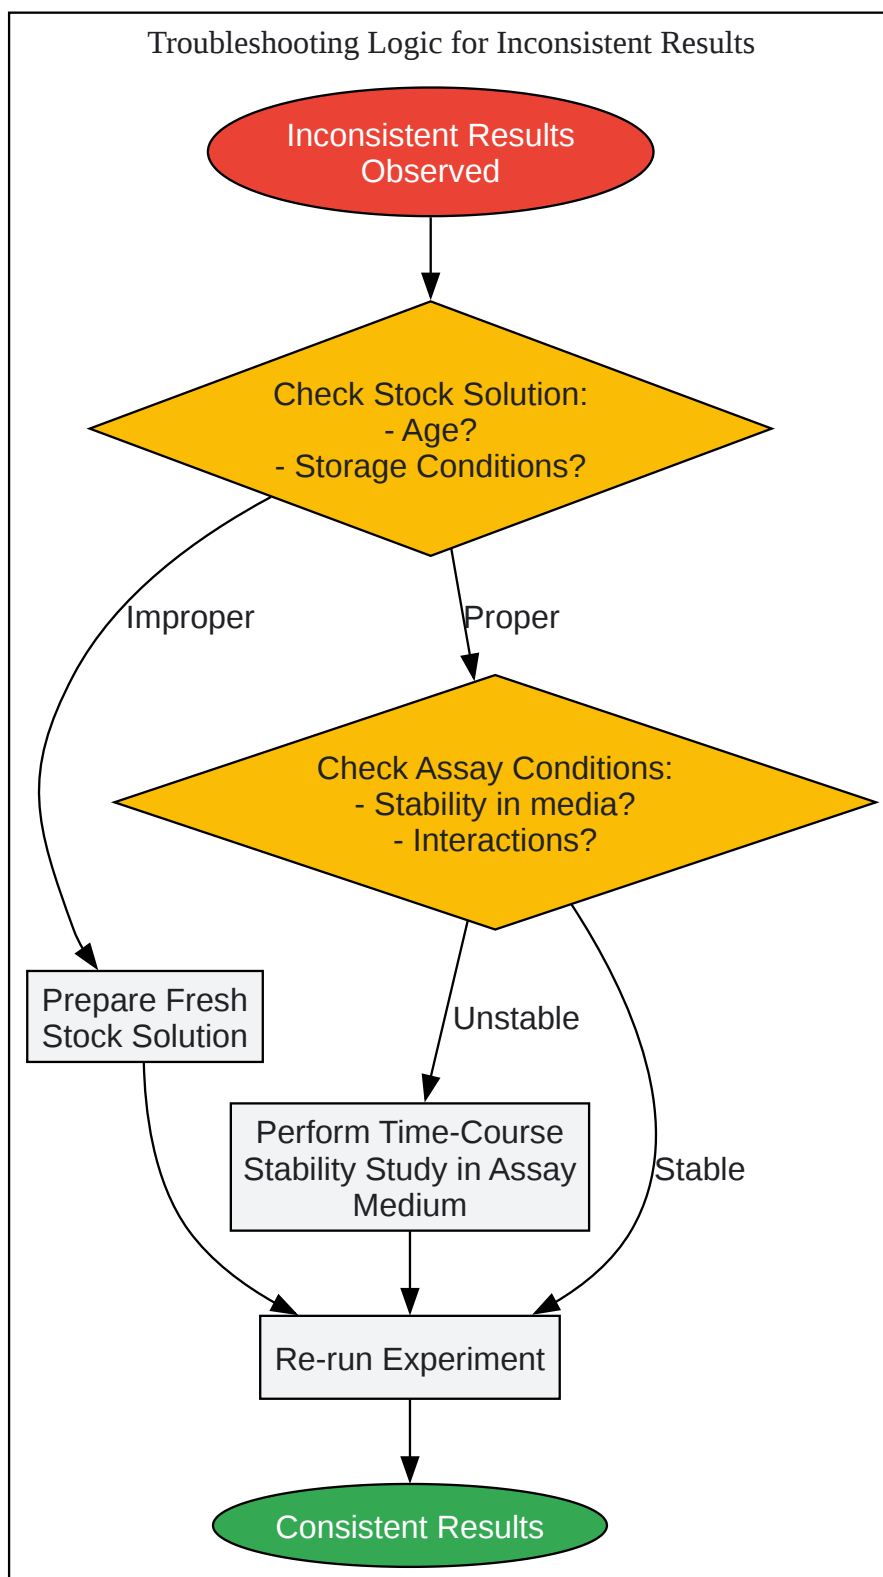 Troubleshooting Logic for Inconsistent Results
Inconsistent Results
Observed
Check Stock Solution:
- Age?
- Storage Conditions?
Improper
Proper
Check Assay Conditions:
- Stability in media?
- Interactions?
Prepare Fresh
Stock Solution
Unstable
Perform Time-Course
Stability Study in Assay
Medium
Stable
Re-run Experiment
Consistent Results